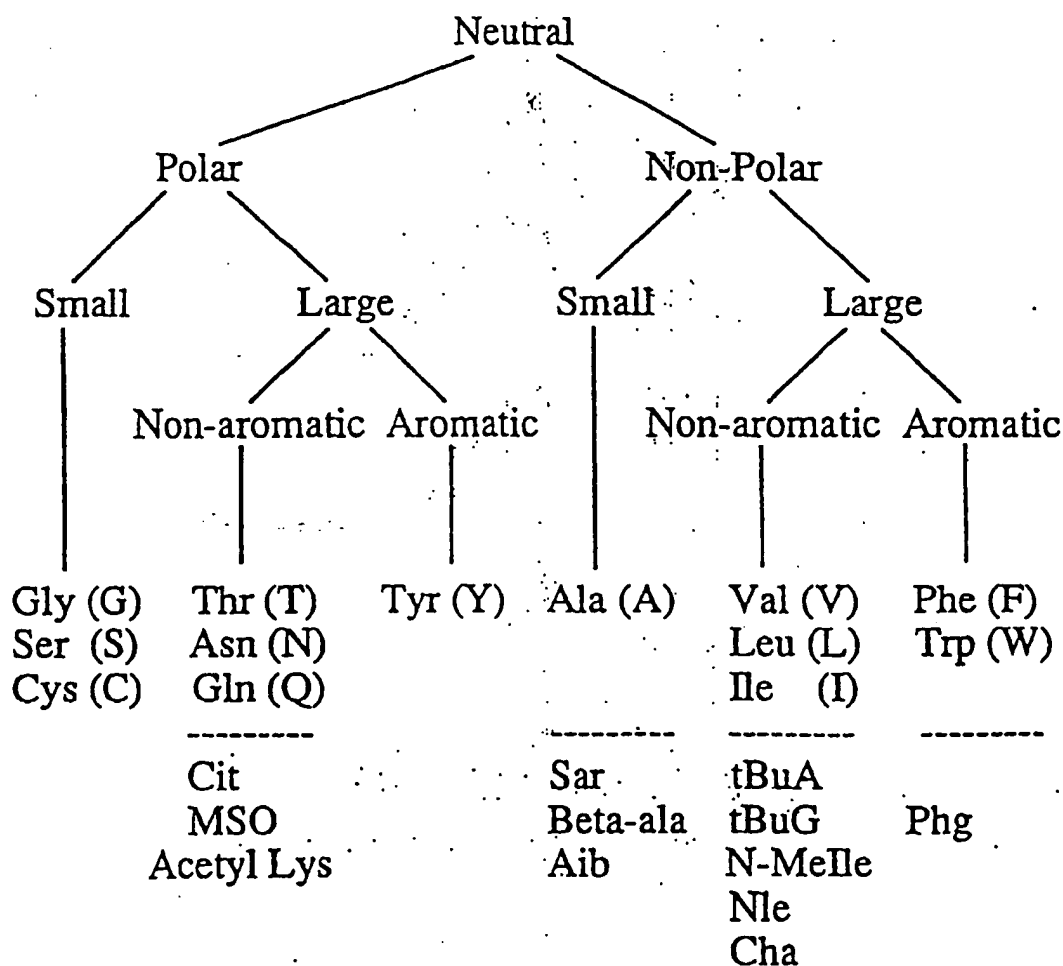 Neutral
Polar Non-Polar
Small Large Small Large
Non-aromatic Aromatic Non-aromatic Aromatic
Gly (G) Thr (T) Tyr (Y) Ala (A) Val (V) Phe (F)
Ser (S) Asn (N) Leu (L) Trp (W)
Cys (C) Gln (Q) Ile (I)
--------- --------- --------- ---------
Cit Sar tBuA
MSO Beta-ala tBuG Phg
Acetyl Lys Aib N-MeIle
Nle
Cha